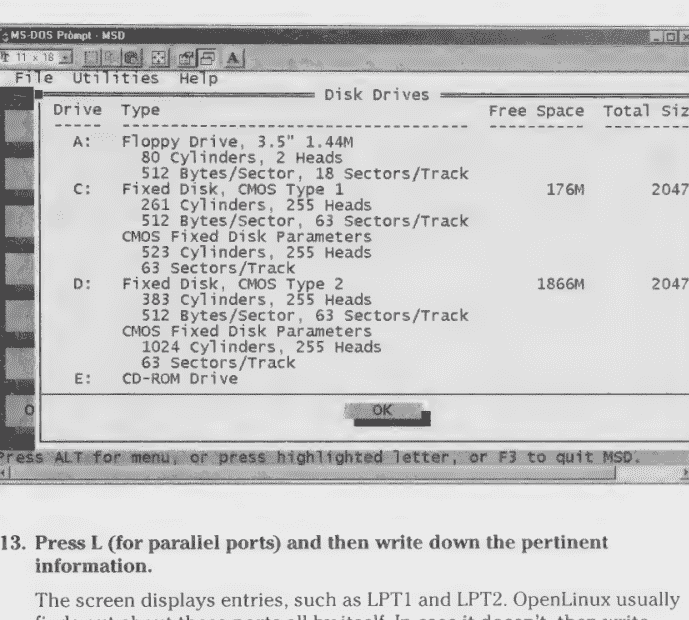 MS-DOS Prompt - MSD
Tr 11 x 18 A
File Utilities Help
Disk Drives
Drive Type Free Space Total Siz
A: Floppy Drive, 3.5" 1.44M
80 Cylinders, 2 Heads
512 Bytes/Sector, 18 Sectors/Track
C: Fixed Disk, CMOS Type 1 176M 2047
261 Cylinders, 255 Heads
512 Bytes/Sector, 63 Sectors/Track
CMOS Fixed Disk Parameters
523 Cylinders, 255 Heads
63 Sectors/Track
D: Fixed Disk, CMOS Type 2 1866M 2047
383 Cylinders, 255 Heads
512 Bytes/Sector, 63 Sectors/Track
CMOS Fixed Disk Parameters
1024 Cylinders, 255 Heads
63 Sectors/Track
E: CD-ROM Drive
OK
Press ALT for menu, or press highlighted letter, or F3 to quit MSD.
13. Press L (for parallel ports) and then write down the pertinent
information.
The screen displays entries, such as LPT1 and LPT2. OpenLinux usually